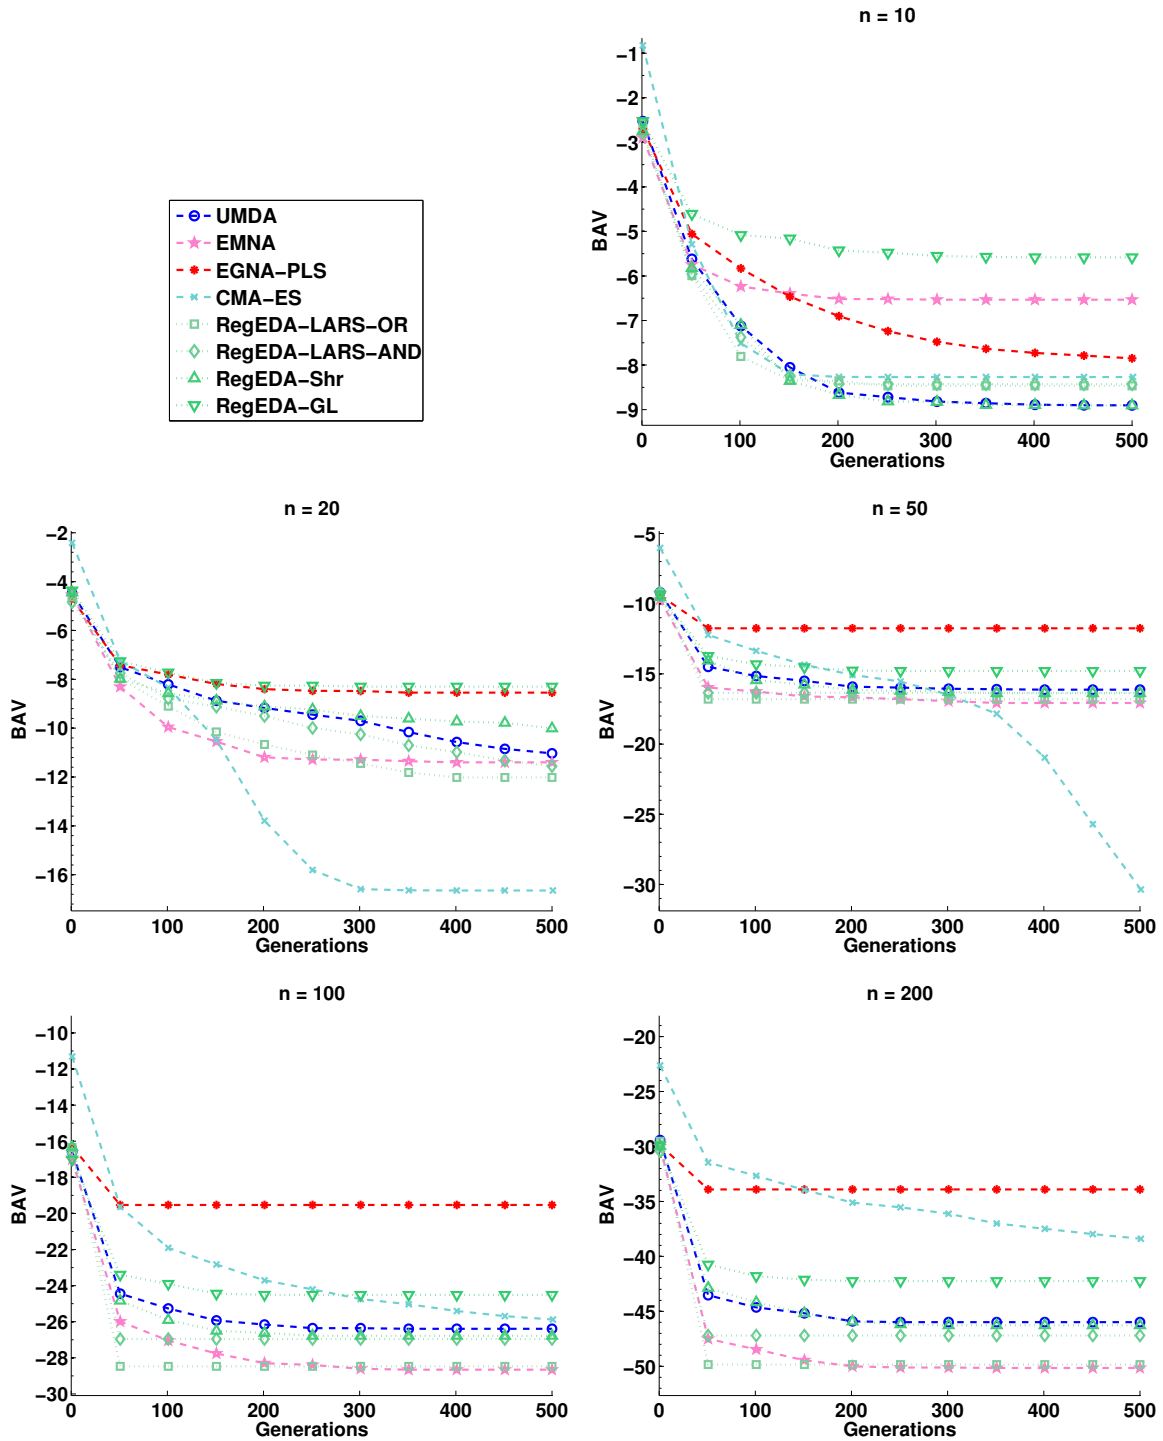 n = 10
−1
−2
−3
−4
−5
−6
−7
−8
−9
BAV
0 100 200 300 400 500
Generations
UMDA
EMNA
EGNA−PLS
CMA−ES
RegEDA−LARS−OR
RegEDA−LARS−AND
RegEDA−Shr
RegEDA−GL
n = 20
−2
−4
−6
−8
−10
−12
−14
−16
BAV
0 100 200 300 400 500
Generations
n = 50
−5
−10
−15
−20
−25
−30
BAV
0 100 200 300 400 500
Generations
n = 100
−10
−12
−14
−16
−18
−20
−22
−24
−26
−28
−30
BAV
0 100 200 300 400 500
Generations
n = 200
−20
−25
−30
−35
−40
−45
−50
BAV
0 100 200 300 400 500
Generations